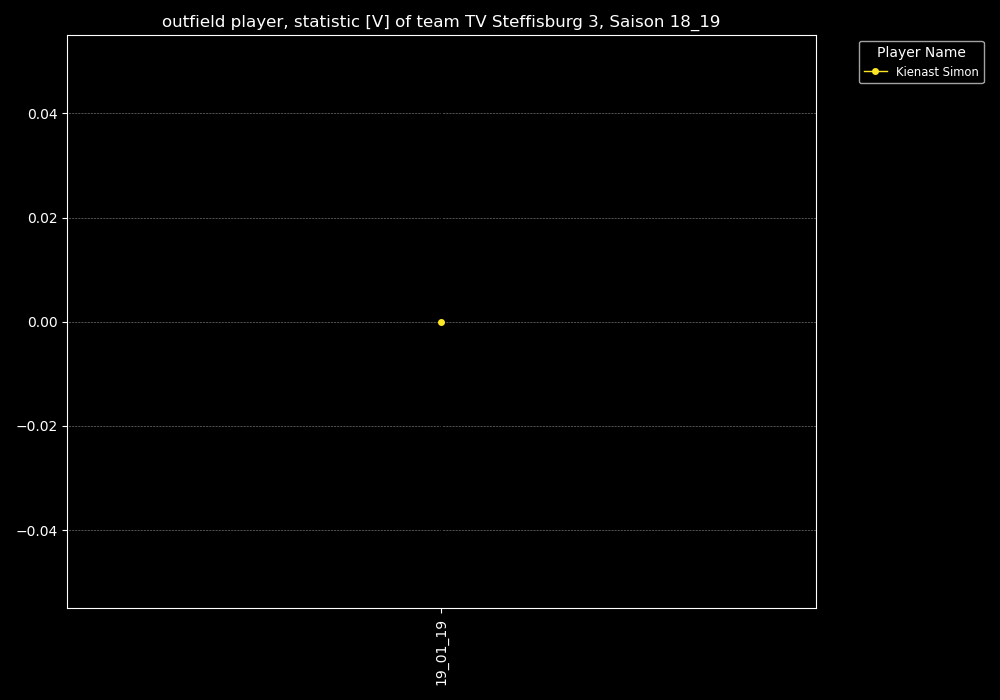 outfield player, statistic [V] of team TV Steffisburg 3, Saison 18_19
Player Name
Kienast Simon
0.04
0.02
0.00
−0.02
−0.04
19_01_19